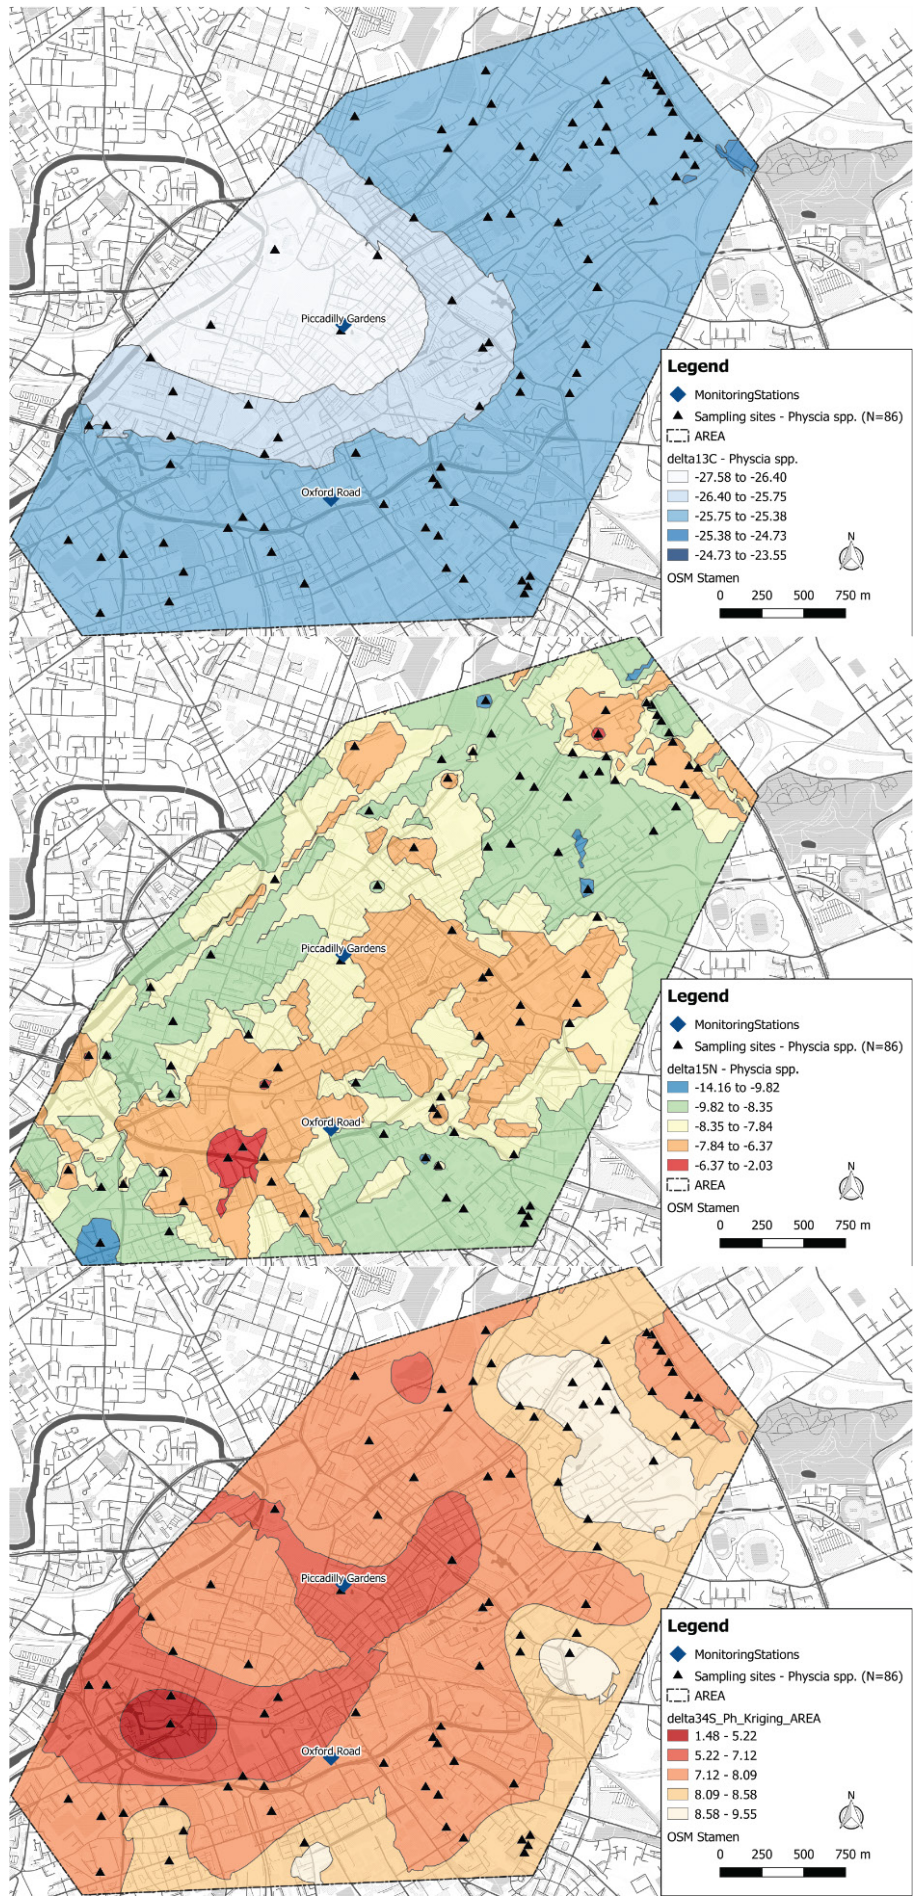 Piccadilly Gardens
Oxford Road
Legend
MonitoringStations
Sampling sites - Physcia spp. (N=86)
AREA
delta13C - Physcia spp.
-27.58 to -26.40
-26.40 to -25.75
-25.75 to -25.38
-25.38 to -24.73
-24.73 to -23.55
OSM Stamen
N
0 250 500 750 m
Piccadilly Gardens
Oxford Road
Legend
MonitoringStations
Sampling sites - Physcia spp. (N=86)
delta15N - Physcia spp.
-14.16 to -9.82
-9.82 to -8.35
-8.35 to -7.84
-7.84 to -6.37
-6.37 to -2.03
AREA
OSM Stamen
N
0 250 500 750 m
Piccadilly Gardens
Oxford Road
Legend
MonitoringStations
Sampling sites - Physcia spp. (N=86)
AREA
delta34S_Ph_Kriging_AREA
1.48 - 5.22
5.22 - 7.12
7.12 - 8.09
8.09 - 8.58
8.58 - 9.55
OSM Stamen
N
0 250 500 750 m